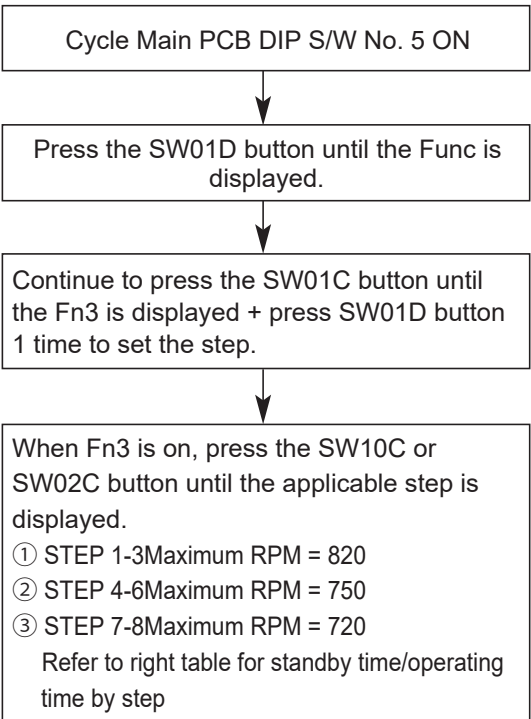 Cycle Main PCB DIP S/W No. 5 ON
Press the SW01D button until the Func is
displayed.
Continue to press the SW01C button until
the Fn3 is displayed + press SW01D button
1 time to set the step.
When Fn3 is on, press the SW10C or
SW02C button until the applicable step is
displayed.
① STEP 1-3Maximum RPM = 820
② STEP 4-6Maximum RPM = 750
③ STEP 7-8Maximum RPM = 720
Refer to right table for standby time/operating
time by step